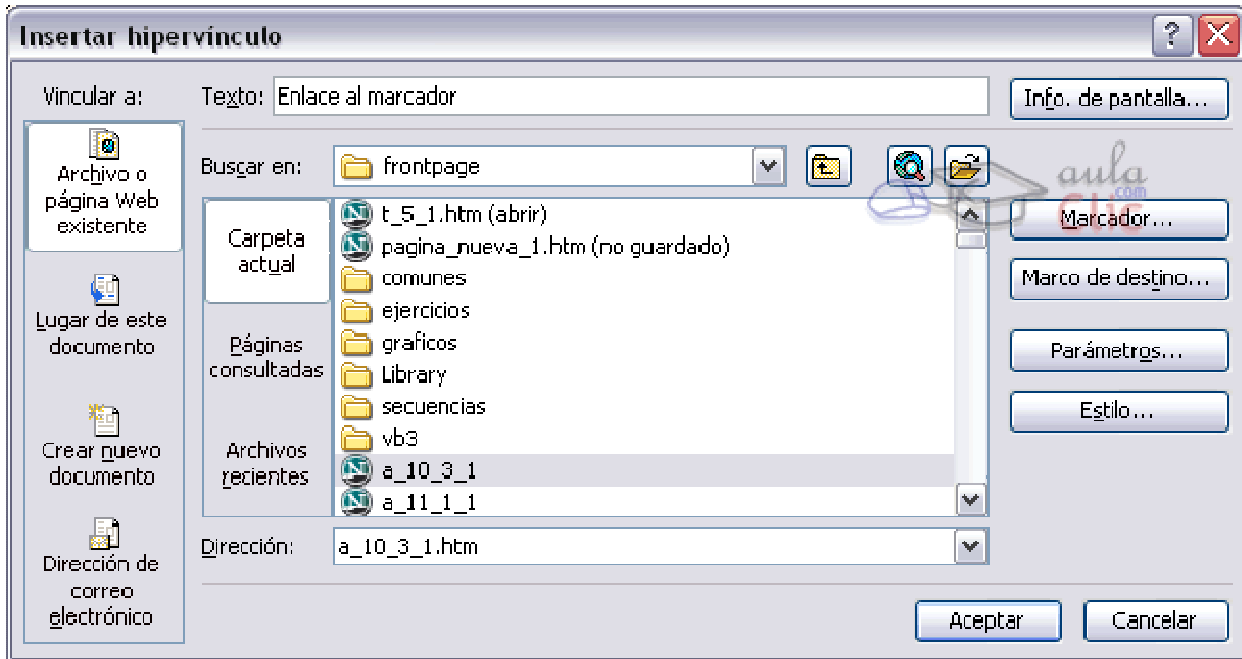 Insertar hipervínculo
Vincular a:
Texto: Enlace al marcador
Info. de pantalla...
Archivo o
página Web
existente
Lugar de este
documento
Crear nuevo
documento
Dirección de
correo
electrónico
Buscar en: frontpage
Carpeta
actual
Páginas
consultadas
Archivos
recientes
t_5_1.htm (abrir)
pagina_nueva_1.htm (no guardado)
comunes
ejercicios
graficos
Library
secuencias
vb3
a_10_3_1
a_11_1_1
Dirección: a_10_3_1.htm
aula
.com
Clic
Marcador...
Marco de destino...
Parámetros...
Estilo...
Aceptar
Cancelar